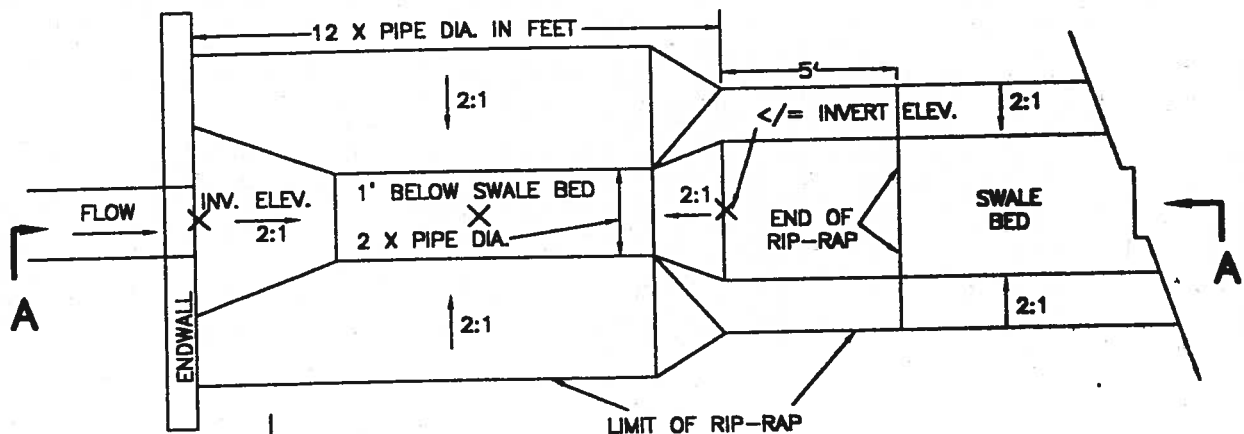 12 X PIPE DIA. IN FEET
5'
2:1
</= INVERT ELEV.
2:1
INV. ELEV.
2:1
FLOW
1' BELOW SWALE BED
2 X PIPE DIA.
2:1
END OF
RIP-RAP
SWALE
BED
A
A
ENDWALL
2:1
2:1
LIMIT OF RIP-RAP